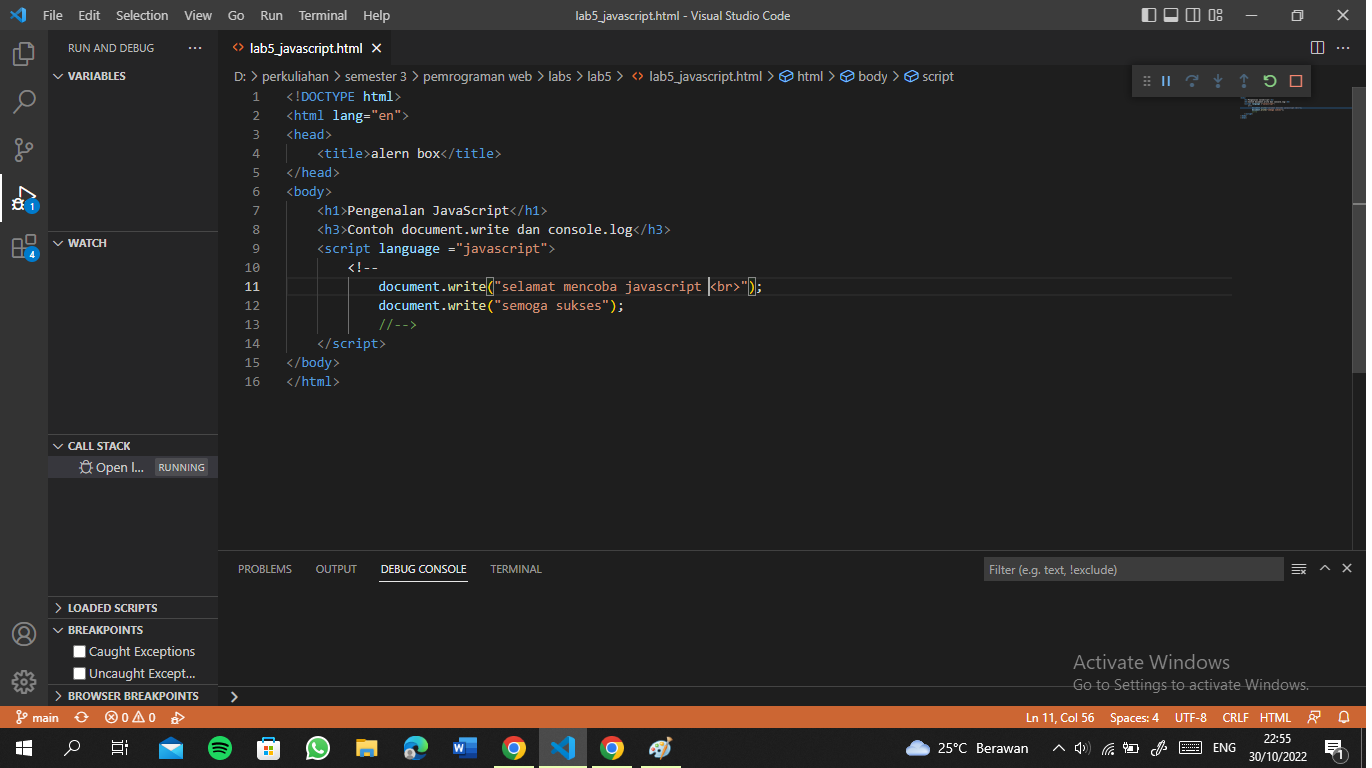 File Edit Selection View Go Run Terminal Help lab5_javascript.html - Visual Studio Code
RUN AND DEBUG ···
lab5_javascript.html
VARIABLES
D: > perkuliahan > semester 3 > pemrograman web > labs > lab5 > lab5_javascript.html > html > body > script
1 <!DOCTYPE html>
2 <html lang="en">
3 <head>
4 <title>alern box</title>
5 </head>
6 <body>
7 <h1>Pengenalan JavaScript</h1>
8 <h3>Contoh document.write dan console.log</h3>
9 <script language ="javascript">
10 <!--
11 document.write("selamat mencoba javascript <br>");
12 document.write("semoga sukses");
13 //-->
14 </script>
15 </body>
16 </html>
1
4
WATCH
CALL STACK
Open l... RUNNING
LOADED SCRIPTS
BREAKPOINTS
Caught Exceptions
Uncaught Except...
BROWSER BREAKPOINTS
PROBLEMS OUTPUT DEBUG CONSOLE TERMINAL Filter (e.g. text, !exclude)
Activate Windows
Go to Settings to activate Windows.
main 0 0 Ln 11, Col 56 Spaces: 4 UTF-8 CRLF HTML
25°C Berawan ENG 22:55
30/10/2022
1